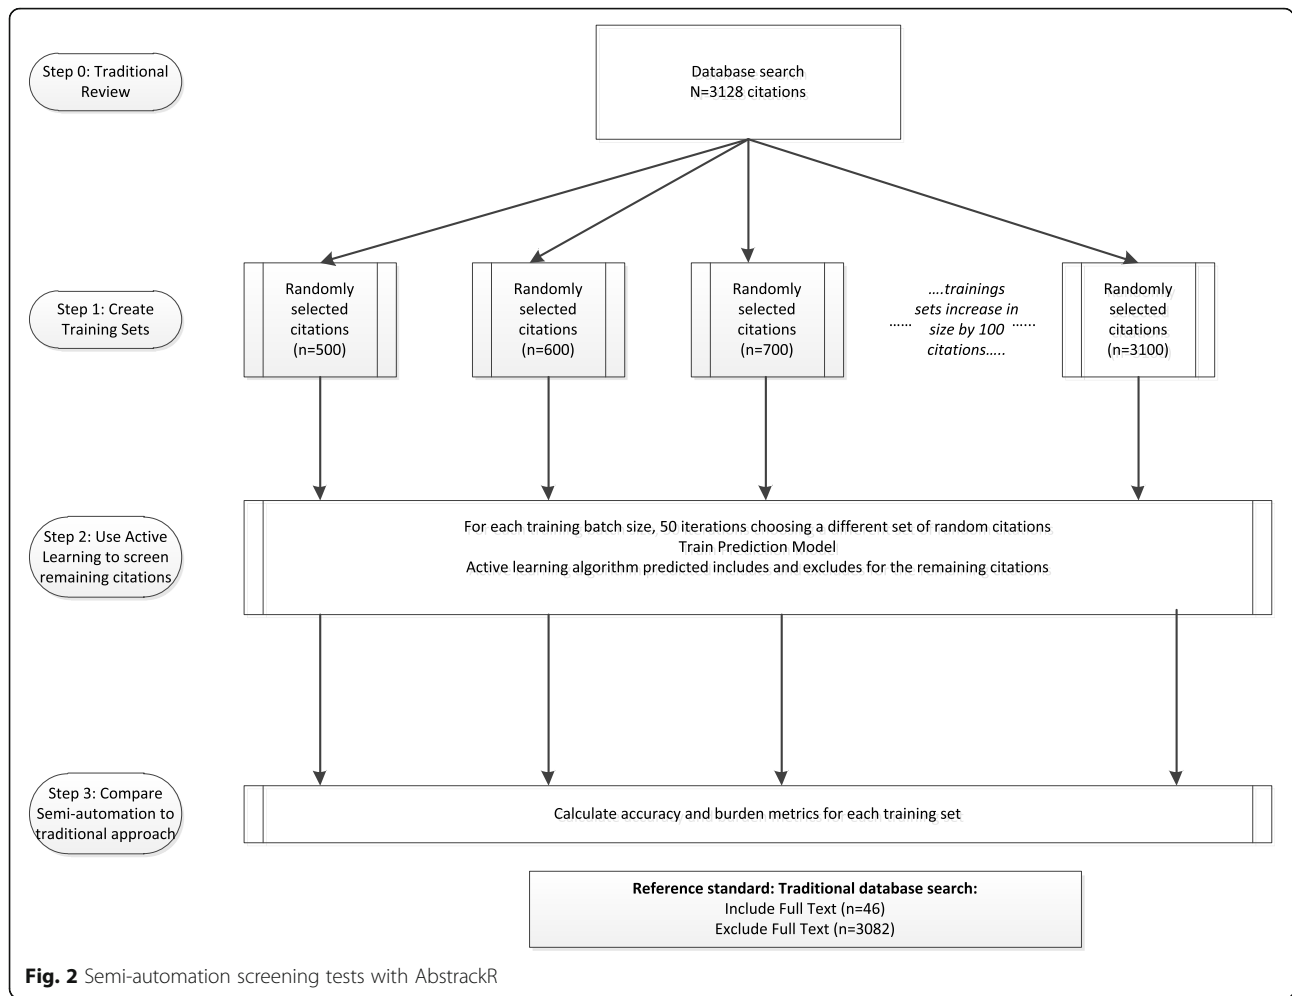 Step 0: Traditional
Review
Database search
N=3128 citations
Step 1: Create
Training Sets
Randomly
selected
citations
(n=500)
Randomly
selected
citations
(n=600)
Randomly
selected
citations
(n=700)
....trainings
sets increase in
...... size by 100 ......
citations.....
Randomly
selected
citations
(n=3100)
Step 2: Use Active
Learning to screen
remaining citations
For each training batch size, 50 iterations choosing a different set of random citations
Train Prediction Model
Active learning algorithm predicted includes and excludes for the remaining citations
Step 3: Compare
Semi-automation to
traditional approach
Calculate accuracy and burden metrics for each training set
Reference standard: Traditional database search:
Include Full Text (n=46)
Exclude Full Text (n=3082)
Fig. 2 Semi-automation screening tests with AbstrackR